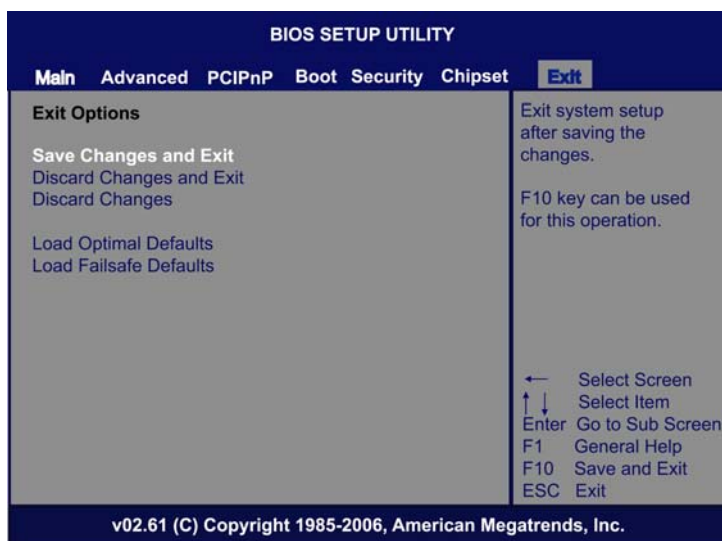 BIOS SETUP UTILITY
Main Advanced PCIPnP Boot Security Chipset Exit
Exit Options
Save Changes and Exit
Discard Changes and Exit
Discard Changes
Load Optimal Defaults
Load Failsafe Defaults
Exit system setup
after saving the
changes.
F10 key can be used
for this operation.
← Select Screen
↑↓ Select Item
Enter Go to Sub Screen
F1 General Help
F10 Save and Exit
ESC Exit
v02.61 (C) Copyright 1985-2006, American Megatrends, Inc.